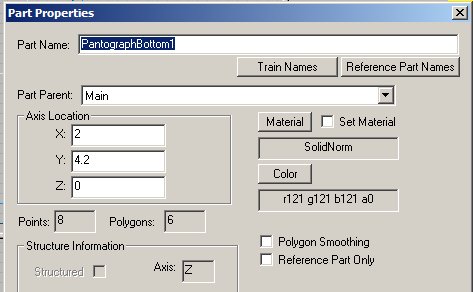 Part Properties
Part Name: PantographBottom1
Train Names Reference Part Names
Part Parent: Main
Axis Location
X: 2
Y: 4.2
Z: 0
Material Set Material
SolidNorm
Color
r121 g121 b121 a0
Points: 8 Polygons: 6
Structure Information
Structured Axis: Z
Polygon Smoothing
Reference Part Only